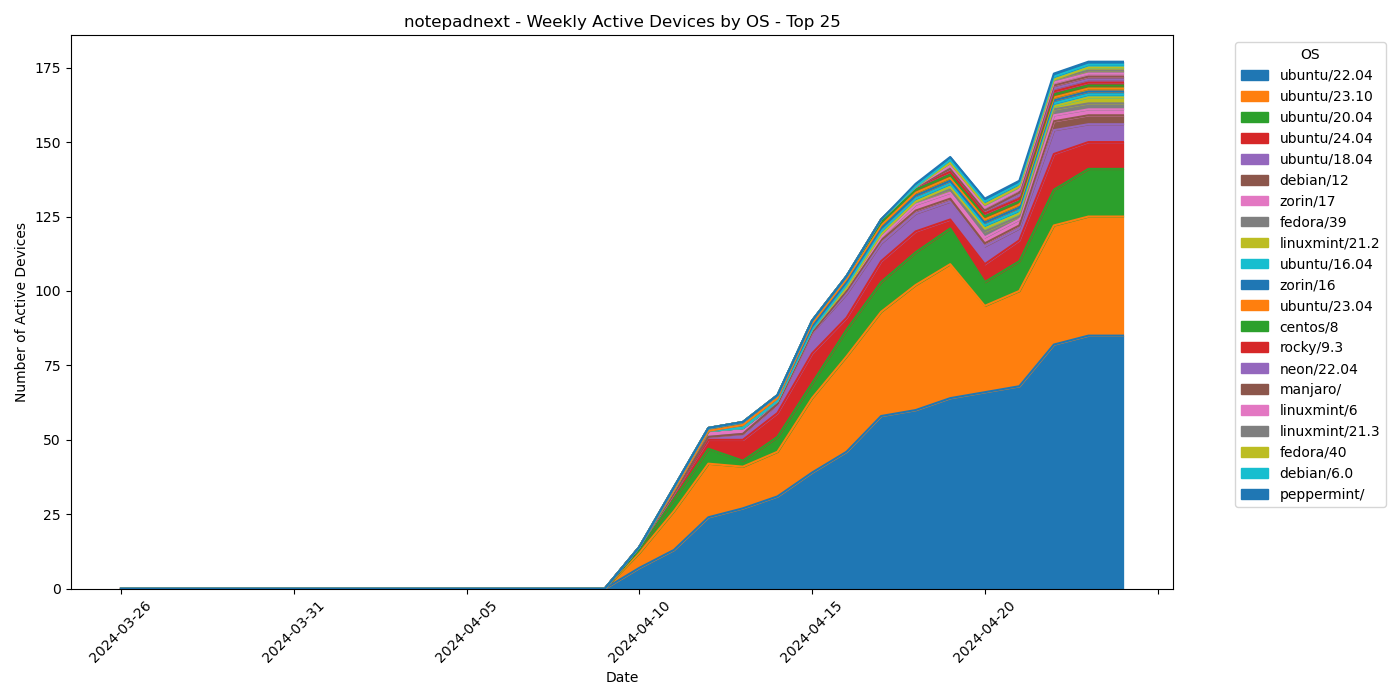 notepadnext - Weekly Active Devices by OS - Top 25
Number of Active Devices
175
150
125
100
75
50
25
0
2024-03-26
2024-03-31
2024-04-05
2024-04-10
2024-04-15
2024-04-20
Date
OS
ubuntu/22.04
ubuntu/23.10
ubuntu/20.04
ubuntu/24.04
ubuntu/18.04
debian/12
zorin/17
fedora/39
linuxmint/21.2
ubuntu/16.04
zorin/16
ubuntu/23.04
centos/8
rocky/9.3
neon/22.04
manjaro/
linuxmint/6
linuxmint/21.3
fedora/40
debian/6.0
peppermint/